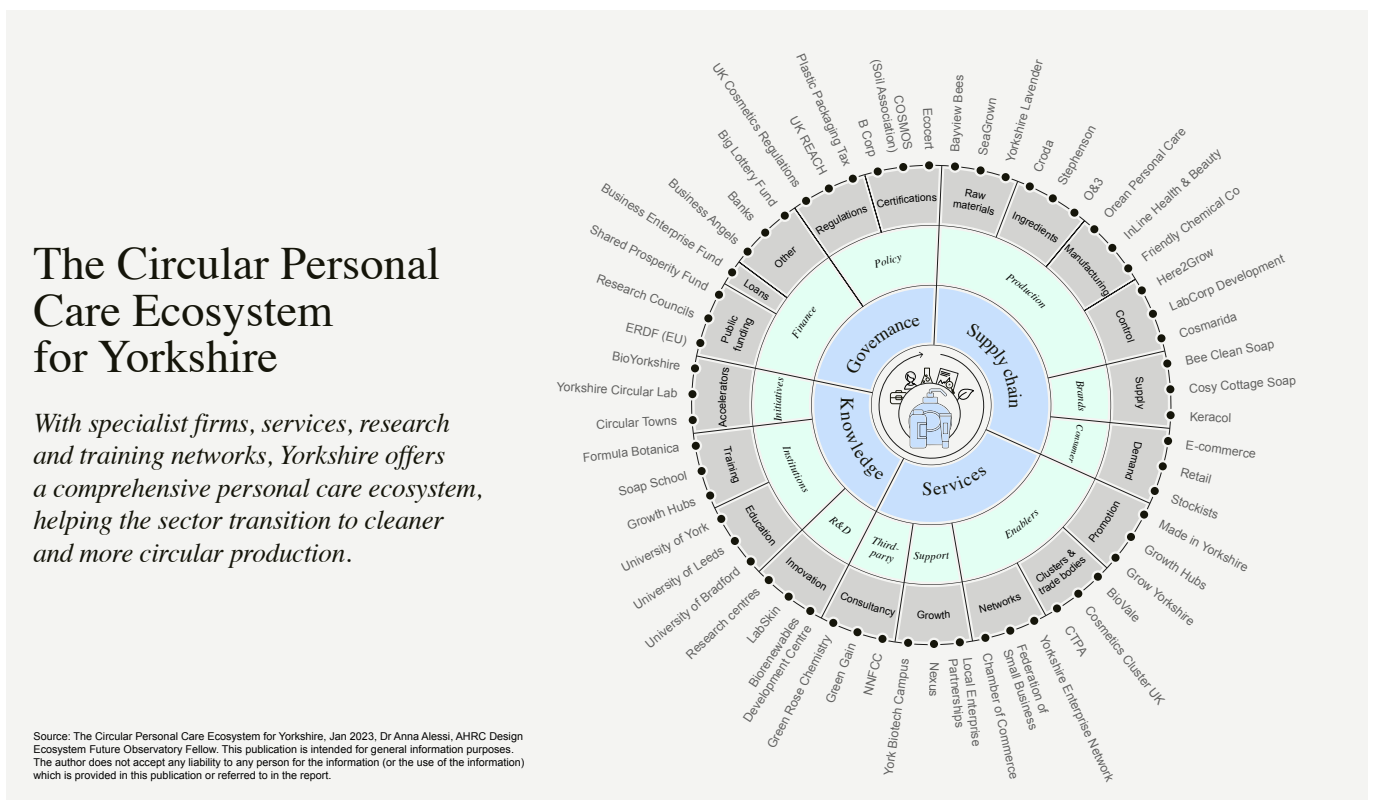 The Circular Personal
Care Ecosystem
for Yorkshire
With specialist firms, services, research
and training networks, Yorkshire offers
a comprehensive personal care ecosystem,
helping the sector transition to cleaner
and more circular production.
Source: The Circular Personal Care Ecosystem for Yorkshire, Jan 2023, Dr Anna Alessi, AHRC Design
Ecosystem Future Observatory Fellow. This publication is intended for general information purposes.
The author does not accept any liability to any person for the information (or the use of the information)
which is provided in this publication or referred to in the report.
Supply chain
Services
Knowledge
Governance
Production
Brands
Consumer
Enablers
Support
Third-
party
R&D
Institutions
Initiatives
Finance
Policy
Raw
materials
Ingredients
Manufacturing
Control
Supply
Demand
Promotion
Clusters &
trade bodies
Networks
Growth
Consultancy
Innovation
Education
Training
Accelerators
Public
funding
Loans
Other
Regulations
Certifications
Bayview Bees
SeaGrown
Yorkshire Lavender
Croda
Stephenson
O&3
Orean Personal Care
InLine Health & Beauty
Friendly Chemical Co
Here2Grow
LabCorp Development
Cosmarida
Bee Clean Soap
Cosy Cottage Soap
Keracol
E-commerce
Retail
Stockists
Made in Yorkshire
Growth Hubs
Grow Yorkshire
BioVale
Cosmetics Cluster UK
CTPA
Yorkshire Enterprise Network
Federation of
Small Business
Chamber of Commerce
Local Enterprise
Partnerships
Nexus
York Biotech Campus
NNFCC
Green Gain
Green Rose Chemistry
Biorenewables
Development Centre
LabSkin
Research centres
University of Bradford
University of Leeds
University of York
Growth Hubs
Soap School
Formula Botanica
Circular Towns
Yorkshire Circular Lab
BioYorkshire
ERDF (EU)
Research Councils
Shared Prosperity Fund
Business Enterprise Fund
Business Angels
Banks
Big Lottery Fund
UK Cosmetics Regulations
UK REACH
Plastic Packaging Tax
B Corp
COSMOS
(Soil Association)
Ecocert